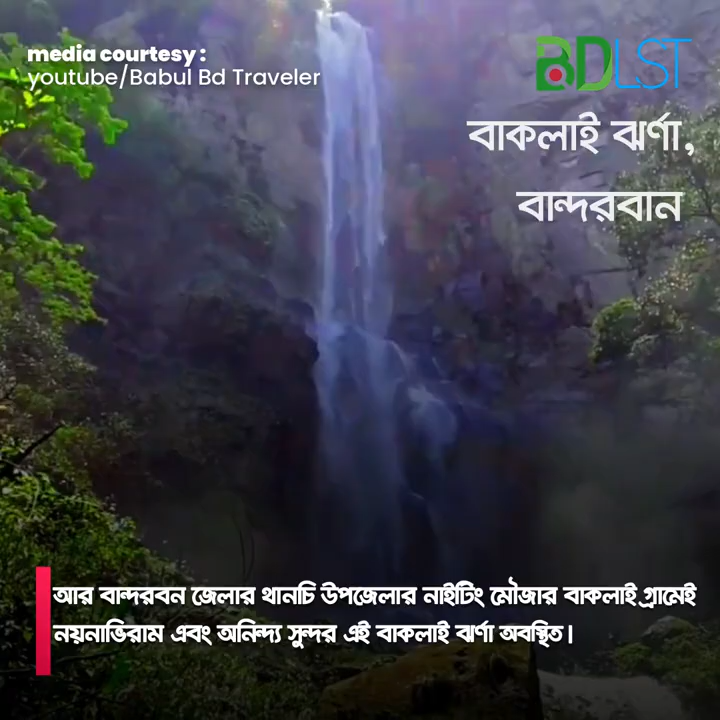 media courtesy :
youtube/Babul Bd Traveler
BDLST
বাকলাই ঝর্ণা,
বান্দরবান
আর বান্দরবন জেলার থানচি উপজেলার নাইটিং মৌজার বাকলাই গ্রামেই
নয়নাভিরাম এবং অনিন্দ্য সুন্দর এই বাকলাই ঝর্ণা অবস্থিত।